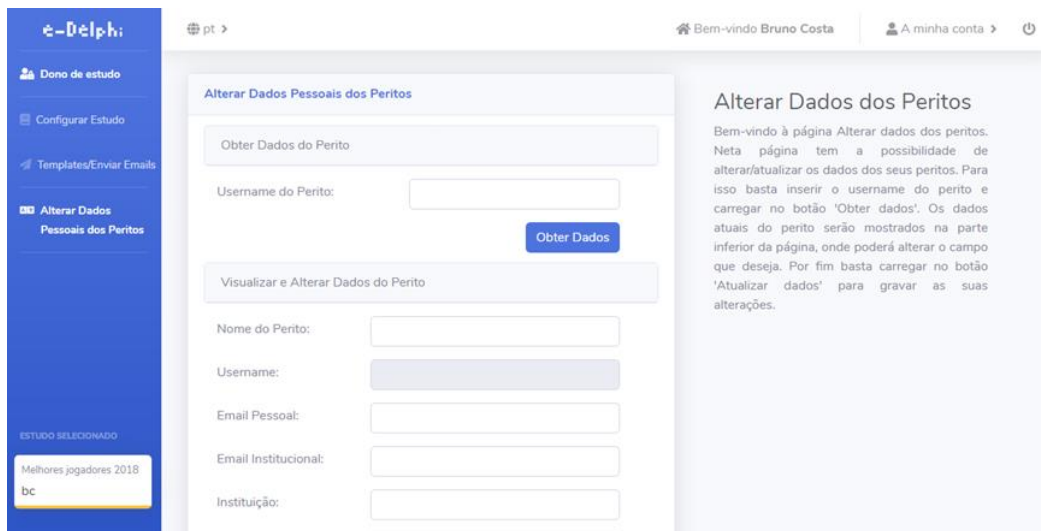 e-Delphi
pt
Bem-vindo Bruno Costa
A minha conta
Dono de estudo
Configurar Estudo
Templates/Enviar Emails
Alterar Dados
Pessoais dos Peritos
ESTUDO SELECIONADO
Melhores jogadores 2018
bc
Alterar Dados Pessoais dos Peritos
Obter Dados do Perito
Username do Perito:
Obter Dados
Visualizar e Alterar Dados do Perito
Nome do Perito:
Username:
Email Pessoal:
Email Institucional:
Instituição:
Alterar Dados dos Peritos
Bem-vindo à página Alterar dados dos peritos.
Neta página tem a possibilidade de
alterar/atualizar os dados dos seus peritos. Para
isso basta inserir o username do perito e
carregar no botão 'Obter dados'. Os dados
atuais do perito serão mostrados na parte
inferior da página, onde poderá alterar o campo
que deseja. Por fim basta carregar no botão
'Atualizar dados' para gravar as suas
alterações.